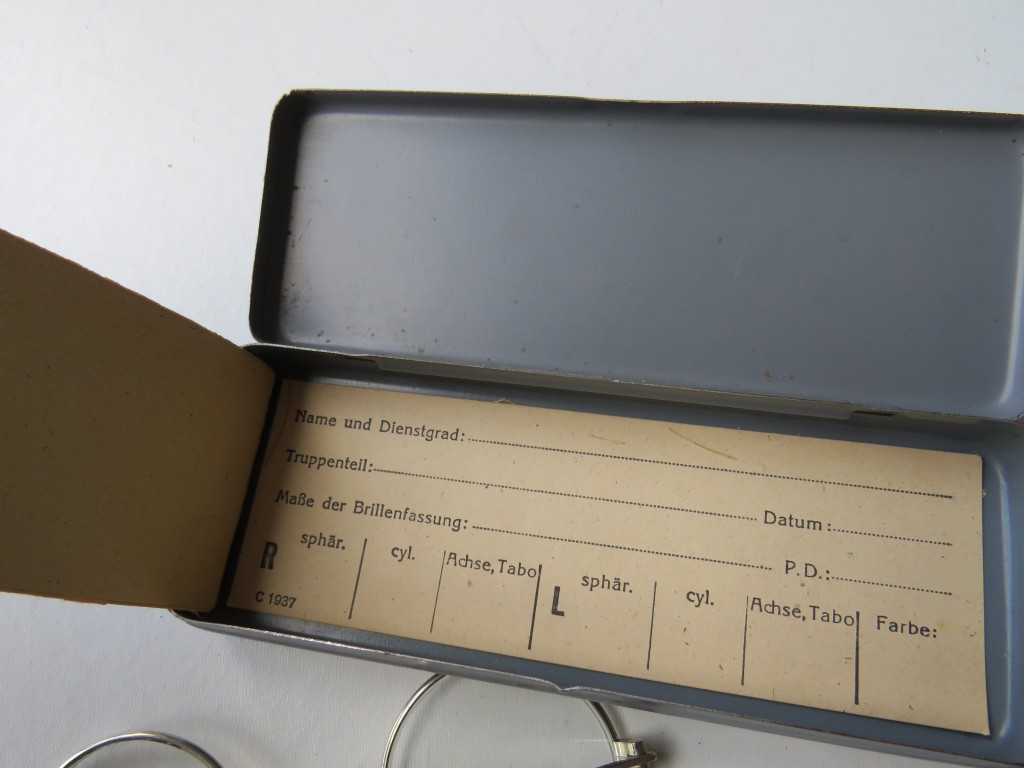 Name und Dienstgrad:
Truppenteil: Datum:
Maße der Brillenfassung: P.D.:
R sphär. cyl. Achse, Tabo L sphär. cyl. Achse, Tabo Farbe:
C 1937